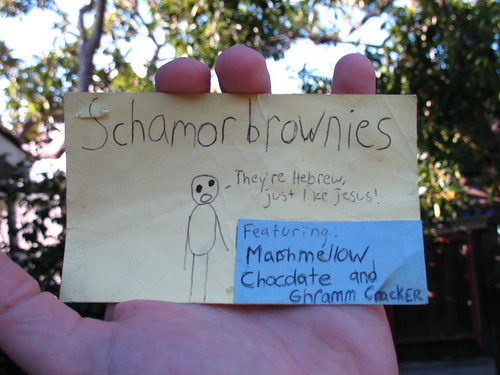 Schamorbrownies
They're Hebrew,
just like jesus!
Featuring:
Marshmellow
Chocolate and
Ghramm Cracker